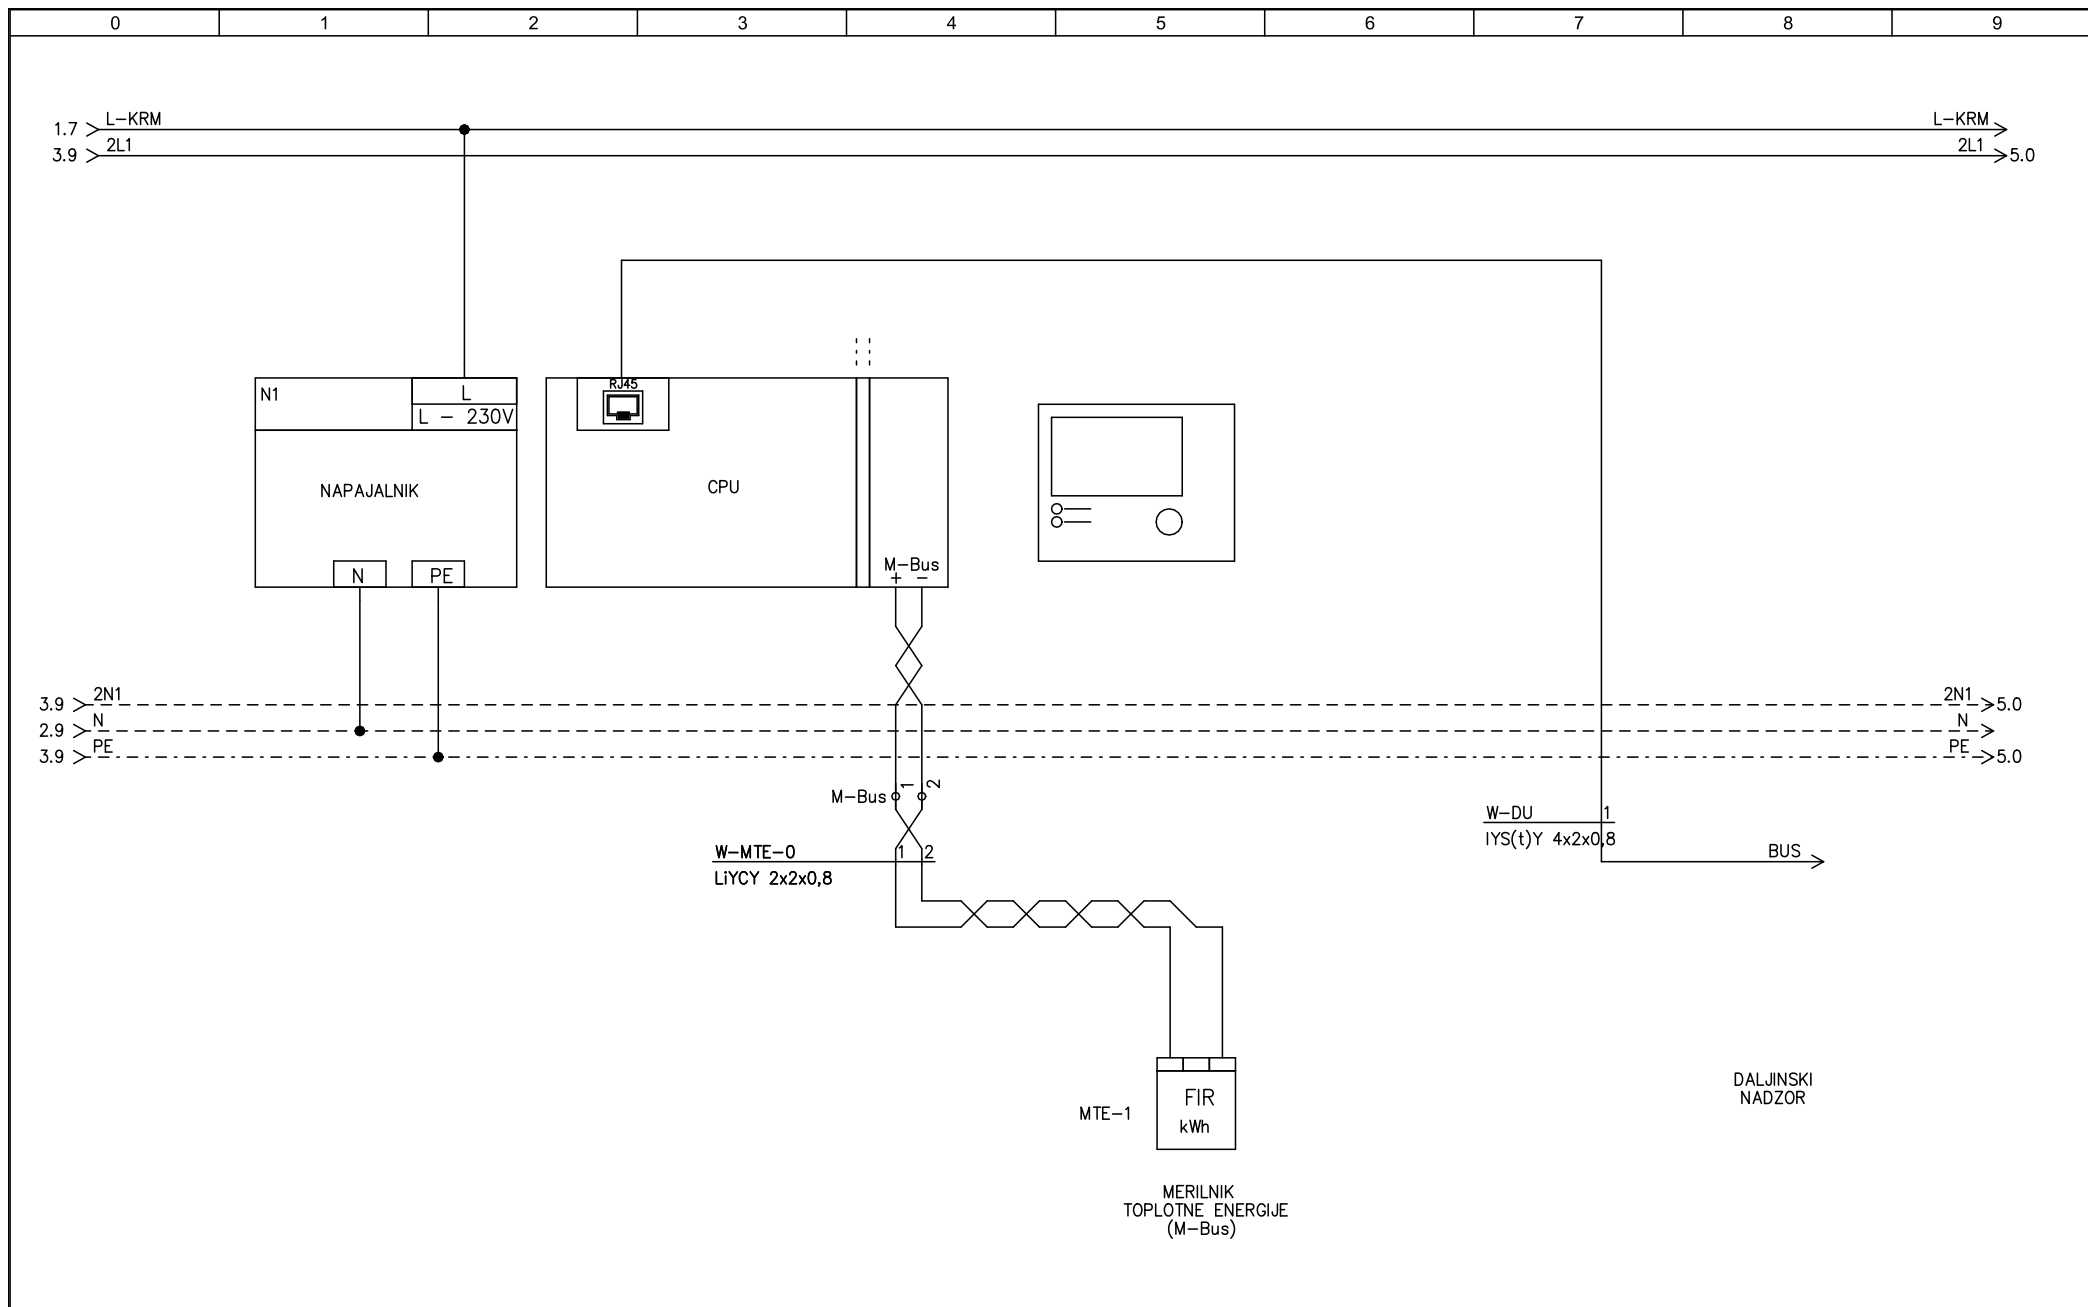 0 1 2 3 4 5 6 7 8 9
L-KRM L-KRM
1.7
2L1 2L1
3.9 5.0
RJ45
N1 L
L - 230V
NAPAJALNIK CPU
M-Bus
N PE + -
2N1 2N1
3.9 5.0
N N
2.9
PE PE
3.9 5.0
M-Bus 1 2
W-DU 1
IYS(t)Y 4x2x0,8
W-MTE-0 1 2 BUS
LiYCY 2x2x0,8
DALJINSKI
NADZOR
FIR
MTE-1
kWh
MERILNIK
TOPLOTNE ENERGIJE
(M-Bus)